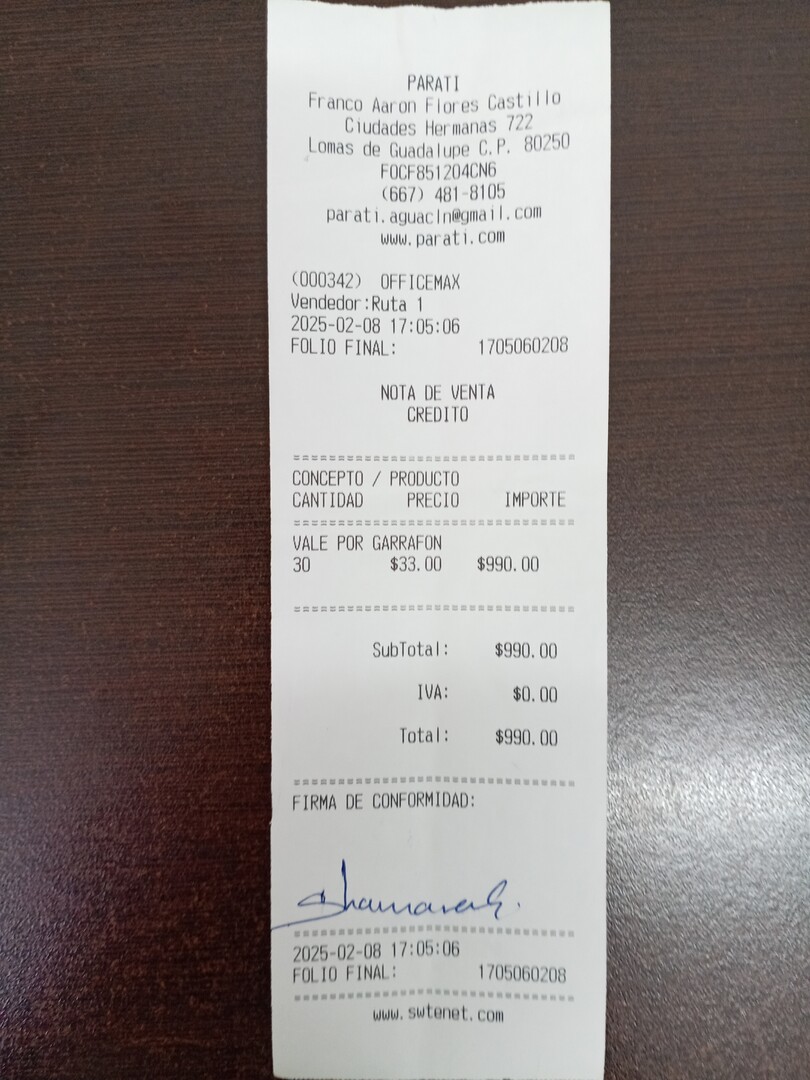 PARATI
Franco Aaron Flores Castillo
Ciudades Hermanas 722
Lomas de Guadalupe C.P. 80250
FOCF851204CN6
(667) 481-8105
parati.aguacln@gmail.com
www.parati.com
(000342) OFFICEMAX
Vendedor:Ruta 1
2025-02-08 17:05:06
FOLIO FINAL: 1705060208
NOTA DE VENTA
CREDITO
================================
CONCEPTO / PRODUCTO
CANTIDAD PRECIO IMPORTE
================================
VALE POR GARRAFON
30 $33.00 $990.00
================================
SubTotal: $990.00
IVA: $0.00
Total: $990.00
================================
FIRMA DE CONFORMIDAD:
================================
2025-02-08 17:05:06
FOLIO FINAL: 1705060208
================================
www.swtenet.com